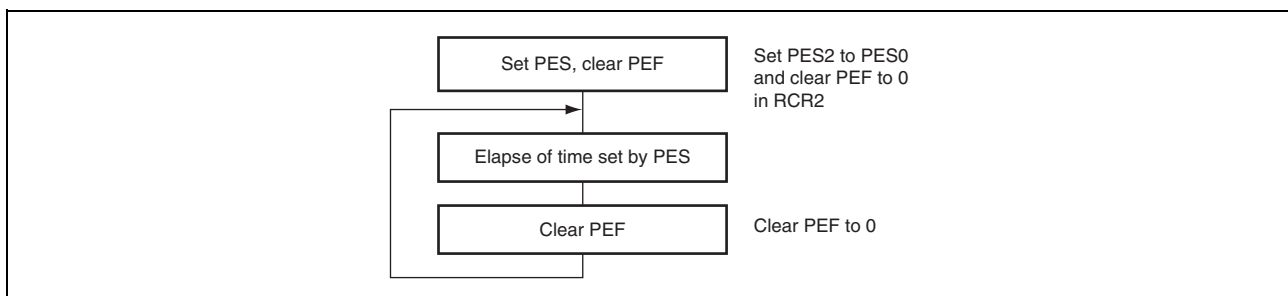 Set PES, clear PEF
Set PES2 to PES0
and clear PEF to 0
in RCR2
Elapse of time set by PES
Clear PEF
Clear PEF to 0